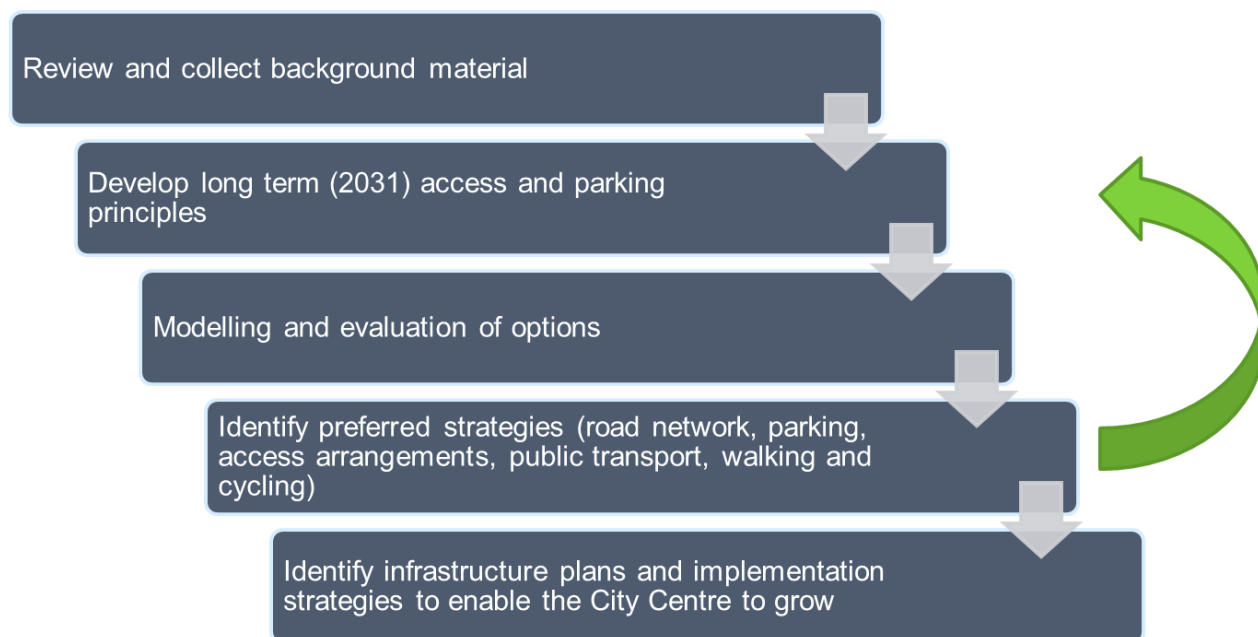 Review and collect background material
Develop long term (2031) access and parking
principles
Modelling and evaluation of options
Identify preferred strategies (road network, parking,
access arrangements, public transport, walking and
cycling)
Identify infrastructure plans and implementation
strategies to enable the City Centre to grow